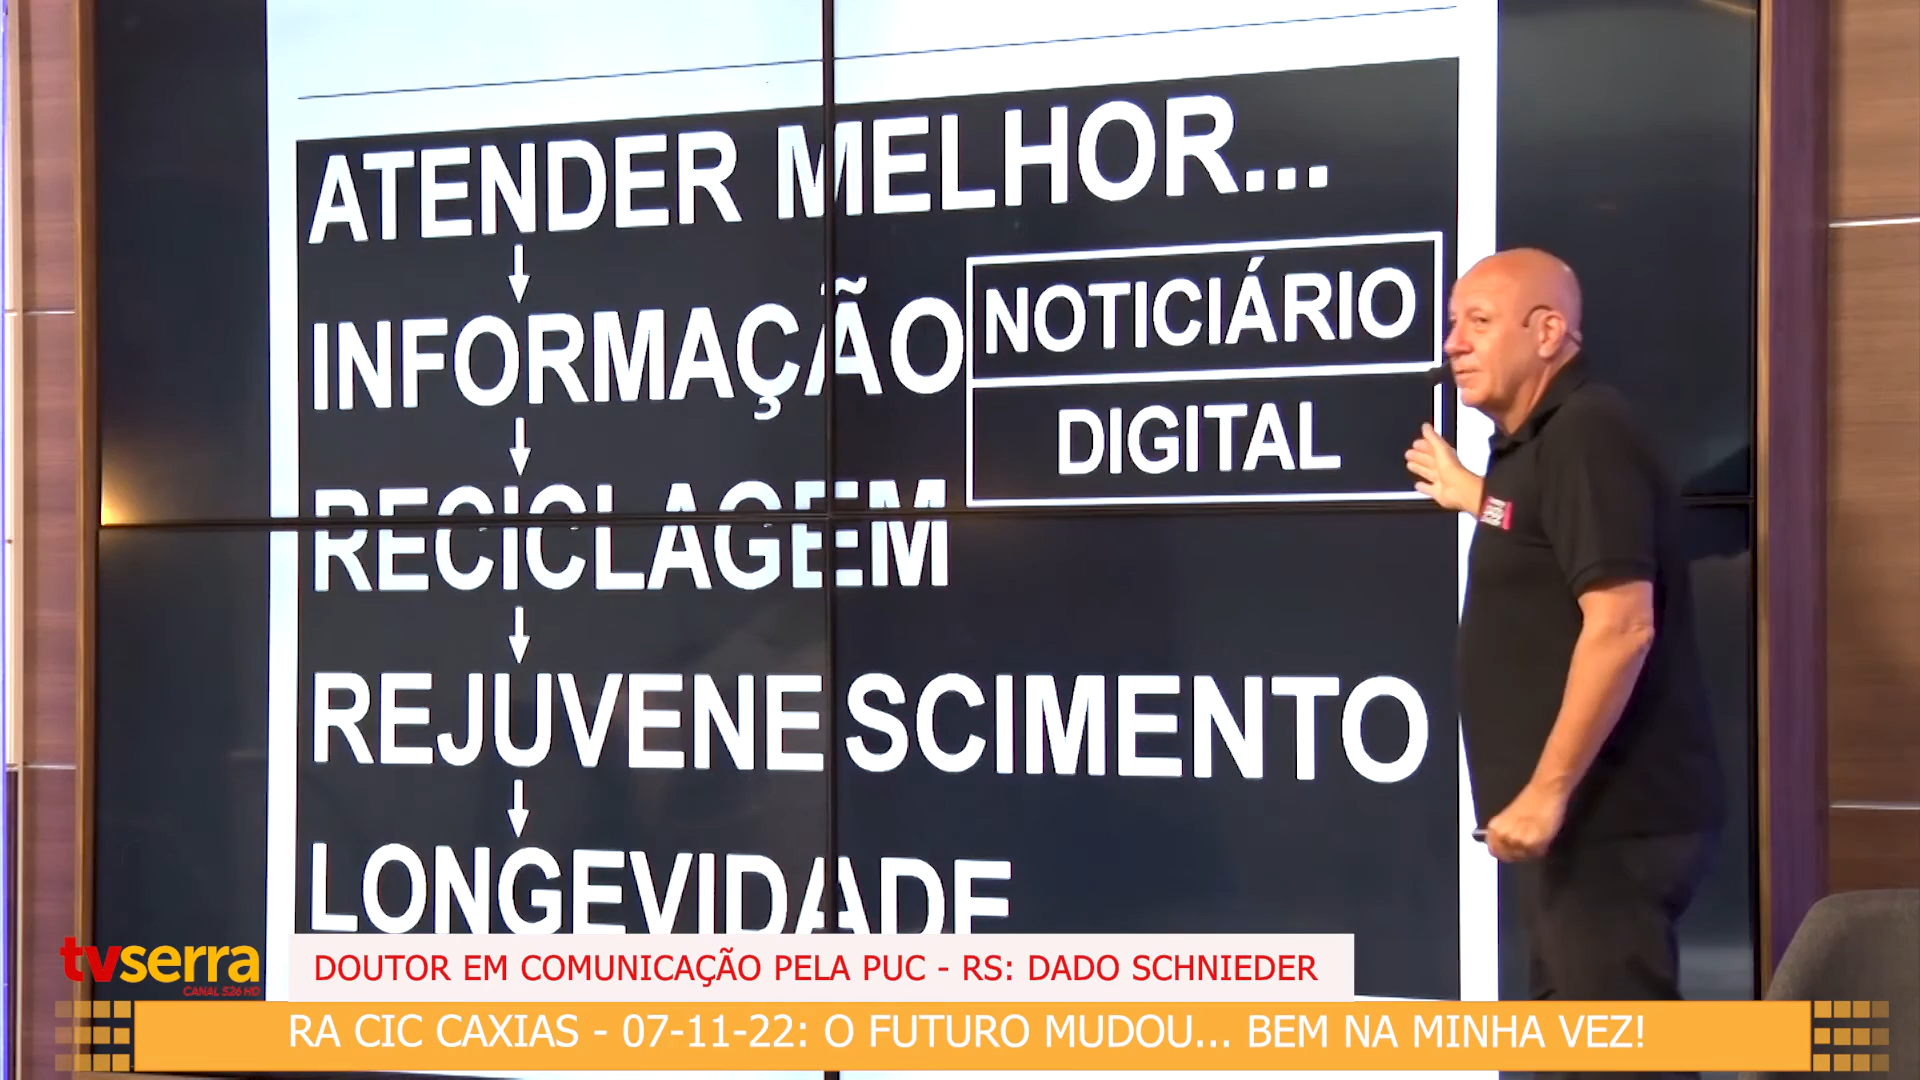 ATENDER MELHOR...
INFORMAÇÃO
NOTICIÁRIO
DIGITAL
RECICLAGEM
REJUVENESCIMENTO
LONGEVIDADE
tvserra
CANAL 526 HD
DOUTOR EM COMUNICAÇÃO PELA PUC - RS: DADO SCHNIEDER
RA CIC CAXIAS - 07-11-22: O FUTURO MUDOU... BEM NA MINHA VEZ!